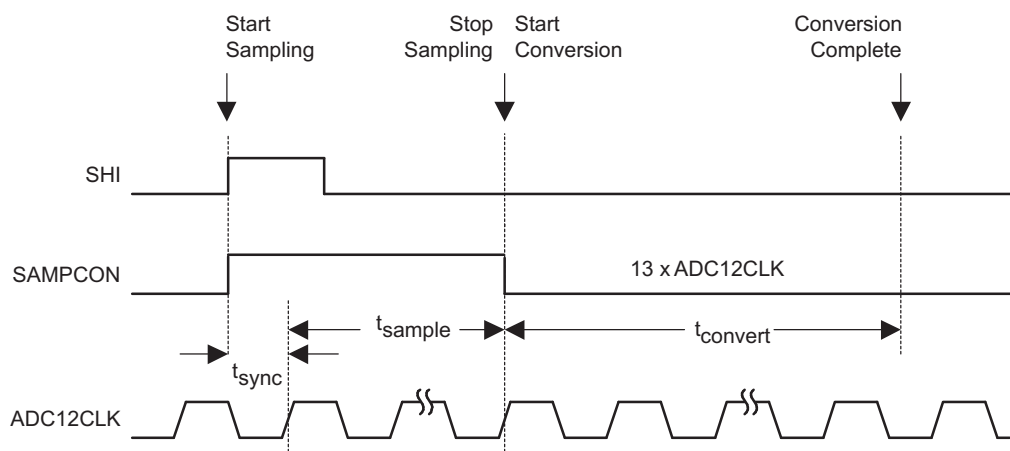 Start
Sampling
Stop
Sampling
Start
Conversion
Conversion
Complete
SHI
SAMPCON
13 x ADC12CLK
tsample
tconvert
tsync
ADC12CLK